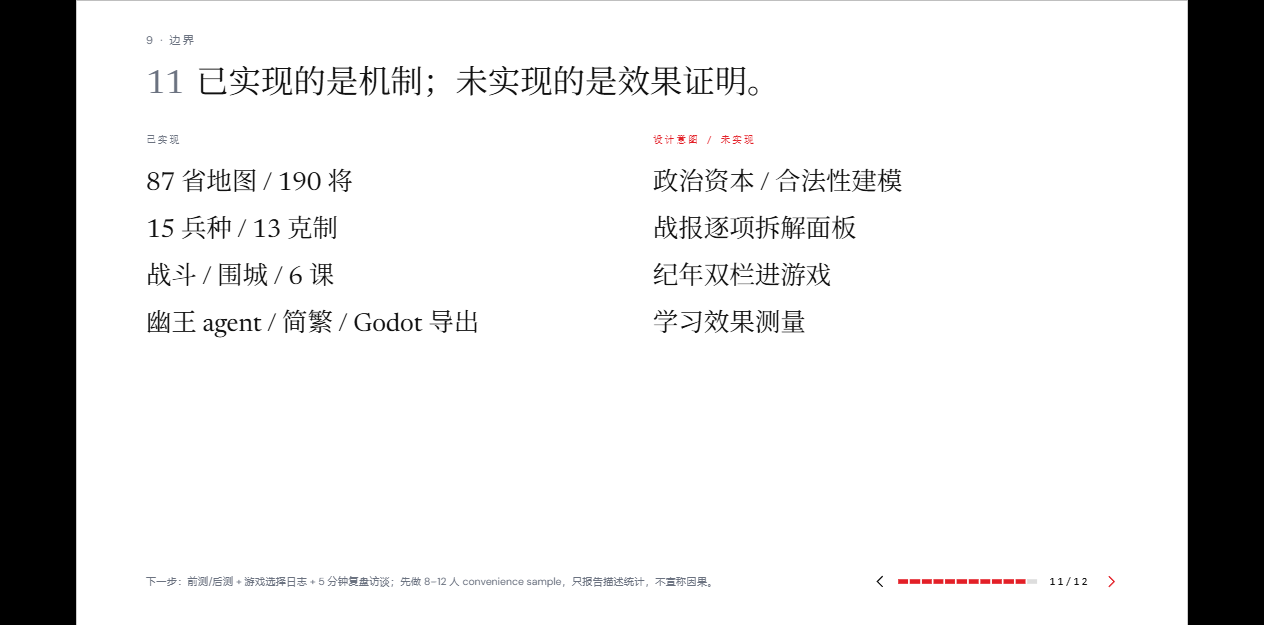 9 · 边界
11 已实现的是机制；未实现的是效果证明。
已实现
87 省地图 / 190 将
15 兵种 / 13 克制
战斗 / 围城 / 6 课
幽王 agent / 简繁 / Godot 导出
设计意图 / 未实现
政治资本 / 合法性建模
战报逐项拆解面板
纪年双栏进游戏
学习效果测量
下一步：前测/后测 + 游戏选择日志 + 5 分钟复盘访谈；先做 8–12 人 convenience sample，只报告描述统计，不宣称因果。
11/12